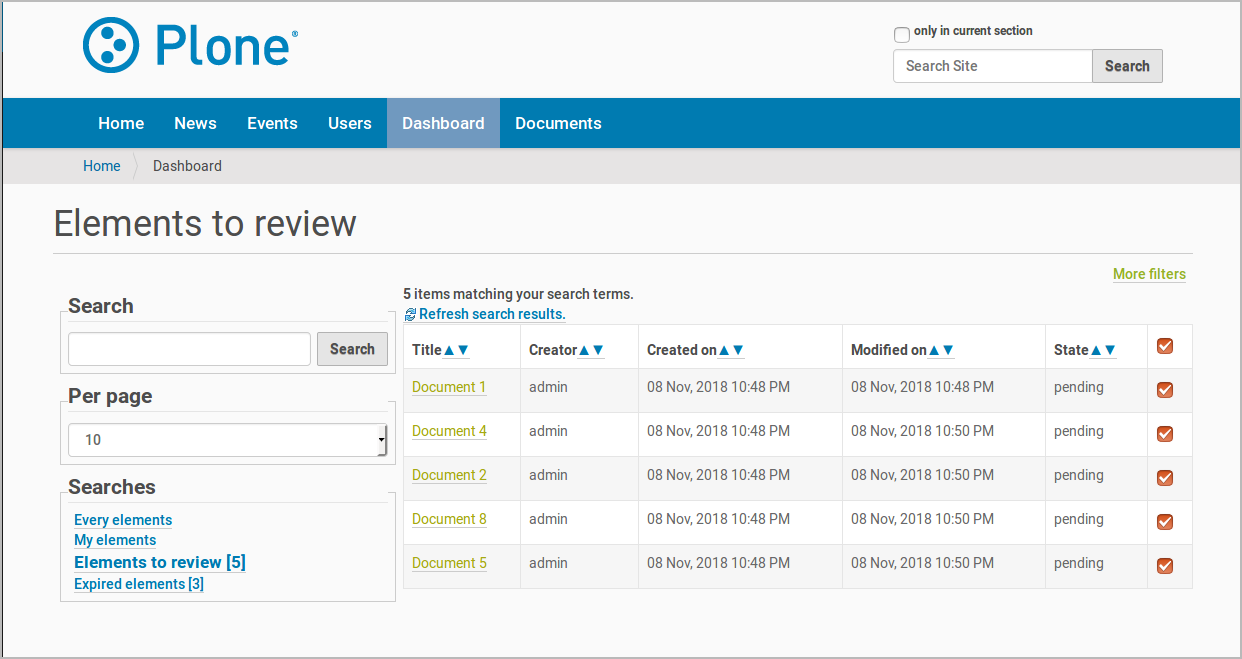 Plone®
only in current section
Search Site
Search
Home News Events Users Dashboard Documents
Home Dashboard
Elements to review
More filters
Search
Search
Per page
10
Searches
Every elements
My elements
Elements to review [5]
Expired elements [3]
5 items matching your search terms.
Refresh search results.
Title▲▼ Creator▲▼ Created on▲▼ Modified on▲▼ State▲▼
Document 1 admin 08 Nov, 2018 10:48 PM 08 Nov, 2018 10:48 PM pending
Document 4 admin 08 Nov, 2018 10:48 PM 08 Nov, 2018 10:50 PM pending
Document 2 admin 08 Nov, 2018 10:48 PM 08 Nov, 2018 10:50 PM pending
Document 8 admin 08 Nov, 2018 10:48 PM 08 Nov, 2018 10:50 PM pending
Document 5 admin 08 Nov, 2018 10:48 PM 08 Nov, 2018 10:50 PM pending